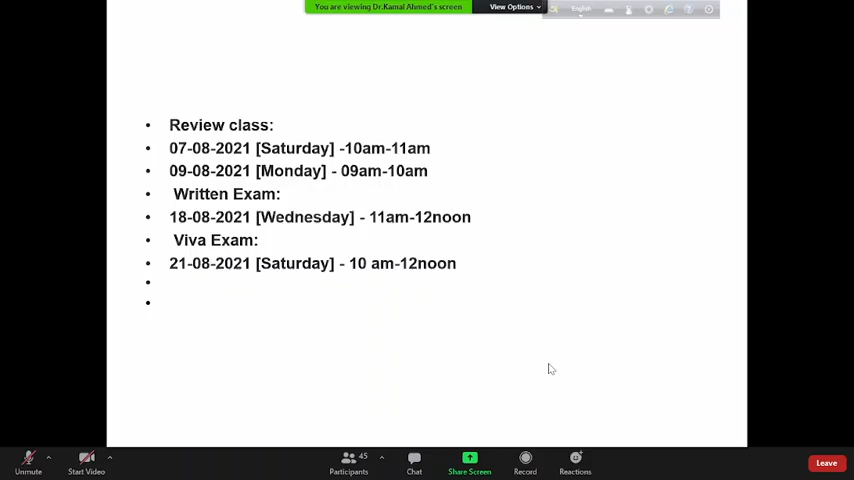 You are viewing Dr.Kamal Ahmed's screen
View Options
English
• Review class:
• 07-08-2021 [Saturday] -10am-11am
• 09-08-2021 [Monday] - 09am-10am
• Written Exam:
• 18-08-2021 [Wednesday] - 11am-12noon
• Viva Exam:
• 21-08-2021 [Saturday] - 10 am-12noon
•
•
45
Unmute
Start Video
Participants
Chat
Share Screen
Record
Reactions
Leave